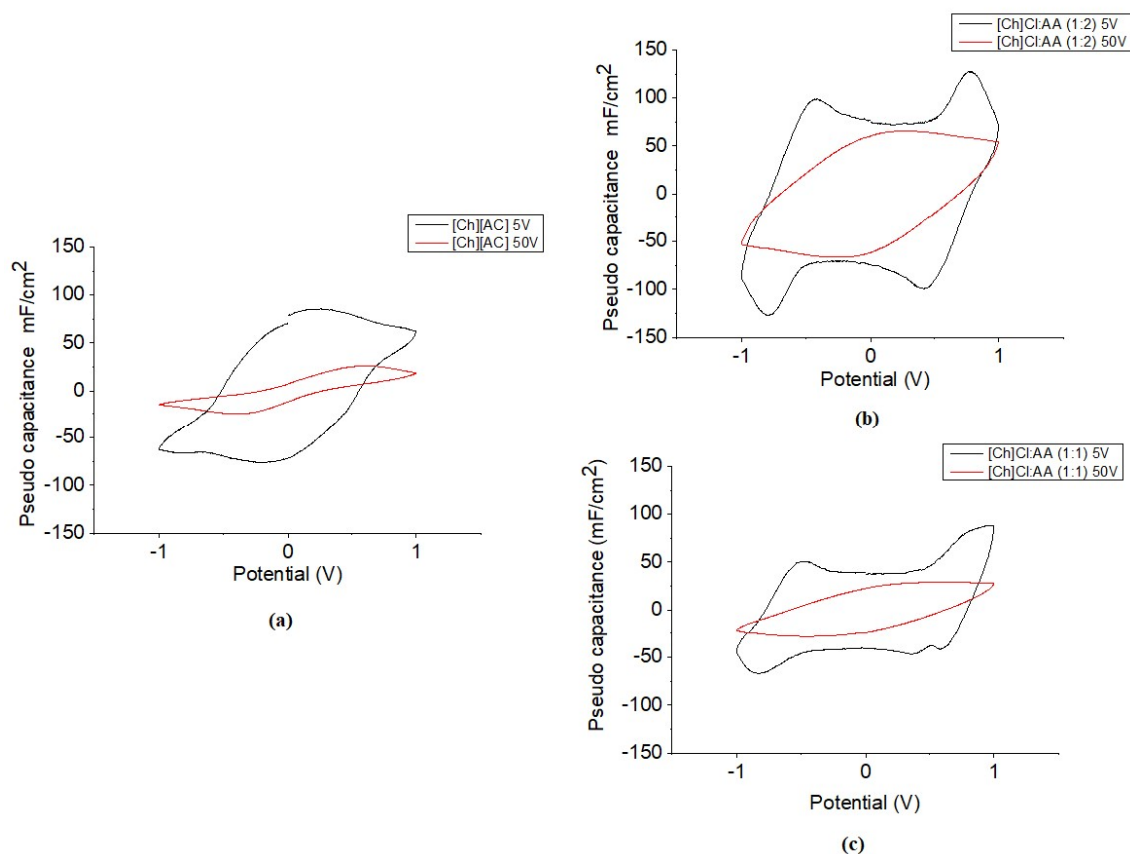 [Ch][AC] 5V
[Ch][AC] 50V
150
100
50
0
-50
-100
-150
Pseudo capacitance mF/cm2
-1 0 1
Potential (V)
(a)
[Ch]Cl:AA (1:2) 5V
[Ch]Cl:AA (1:2) 50V
150
100
50
0
-50
-100
-150
Pseudo capacitance mF/cm2
-1 0 1
Potential (V)
(b)
[Ch]Cl:AA (1:1) 5V
[Ch]Cl:AA (1:1) 50V
150
100
50
0
-50
-100
-150
Pseudo capacitance (mF/cm2)
-1 0 1
Potential (V)
(c)